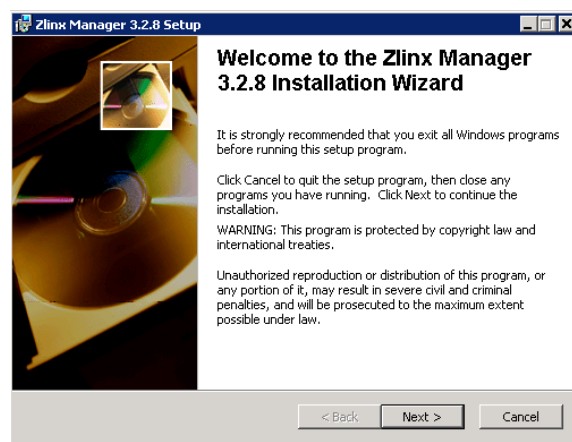 Zlinx Manager 3.2.8 Setup
Welcome to the Zlinx Manager
3.2.8 Installation Wizard
It is strongly recommended that you exit all Windows programs
before running this setup program.
Click Cancel to quit the setup program, then close any
programs you have running. Click Next to continue the
installation.
WARNING: This program is protected by copyright law and
international treaties.
Unauthorized reproduction or distribution of this program, or
any portion of it, may result in severe civil and criminal
penalties, and will be prosecuted to the maximum extent
possible under law.
< Back Next > Cancel